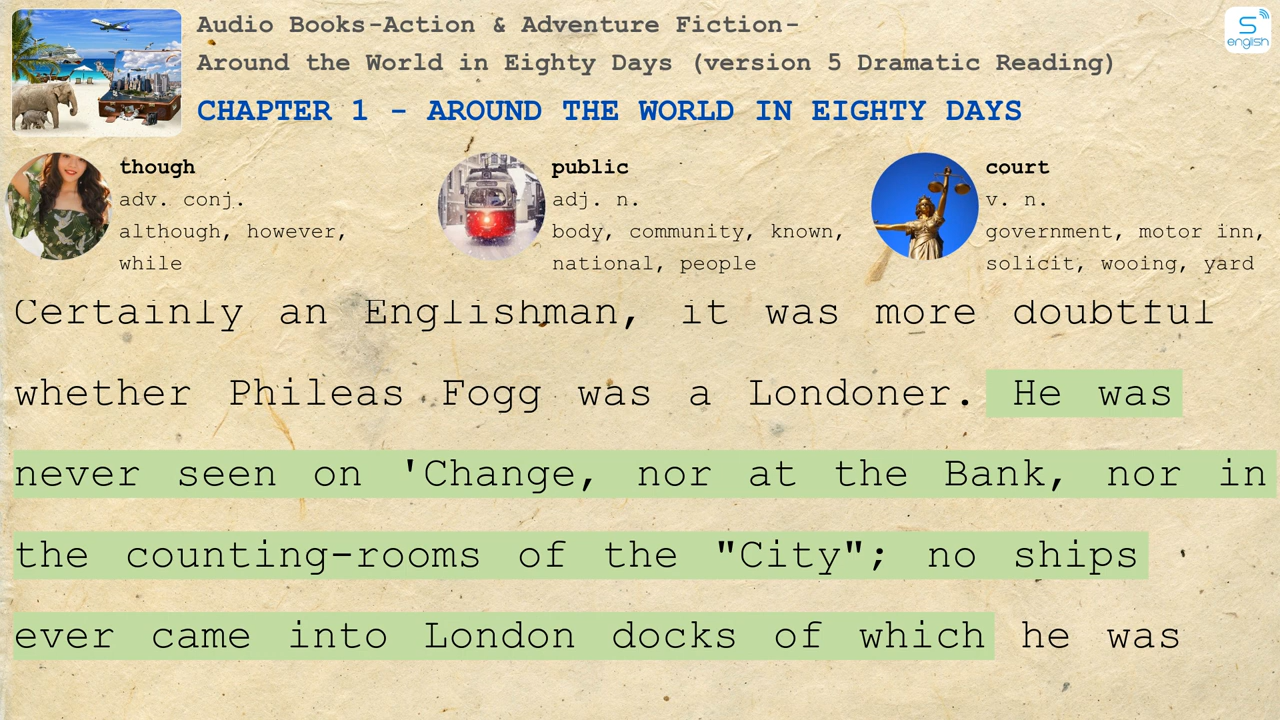 Audio Books-Action & Adventure Fiction-
Around the World in Eighty Days (version 5 Dramatic Reading)
CHAPTER 1 - AROUND THE WORLD IN EIGHTY DAYS
S
english
though
adv. conj.
although, however,
while
public
adj. n.
body, community, known,
national, people
court
v. n.
government, motor inn,
solicit, wooing, yard
Certainly an Englishman, it was more doubtful
whether Phileas Fogg was a Londoner. He was
never seen on 'Change, nor at the Bank, nor in
the counting-rooms of the "City"; no ships
ever came into London docks of which he was